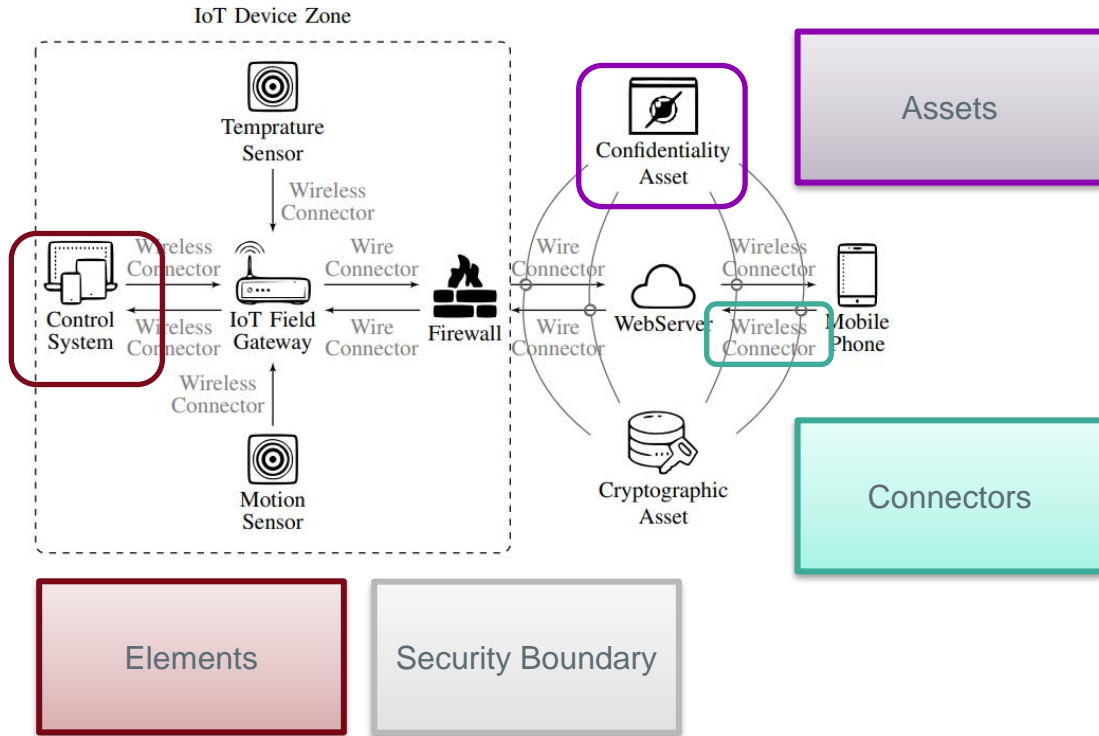 IoT Device Zone
Temprature
Sensor
Confidentiality
Asset
Assets
Wireless
Connector
Wireless
Connector
Wire
Connector
Wire
Connector
Wireless
Connector
Control
System
Wireless
Connector
IoT Field
Gateway
Wire
Connector
Firewall
Wire
Connector
WebServer
Wireless
Connector
Mobile
Phone
Wireless
Connector
Motion
Sensor
Cryptographic
Asset
Connectors
Elements
Security Boundary